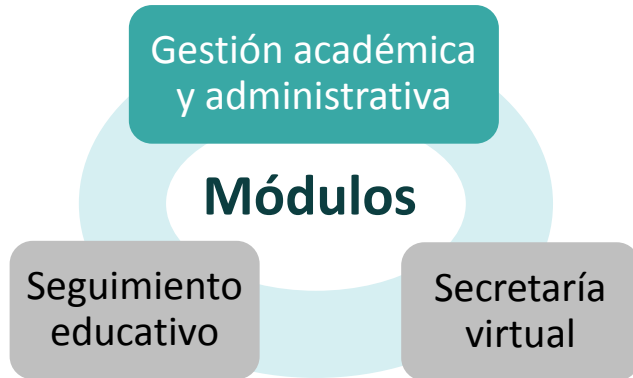 Gestión académica
y administrativa
Módulos
Seguimiento
educativo
Secretaría
virtual